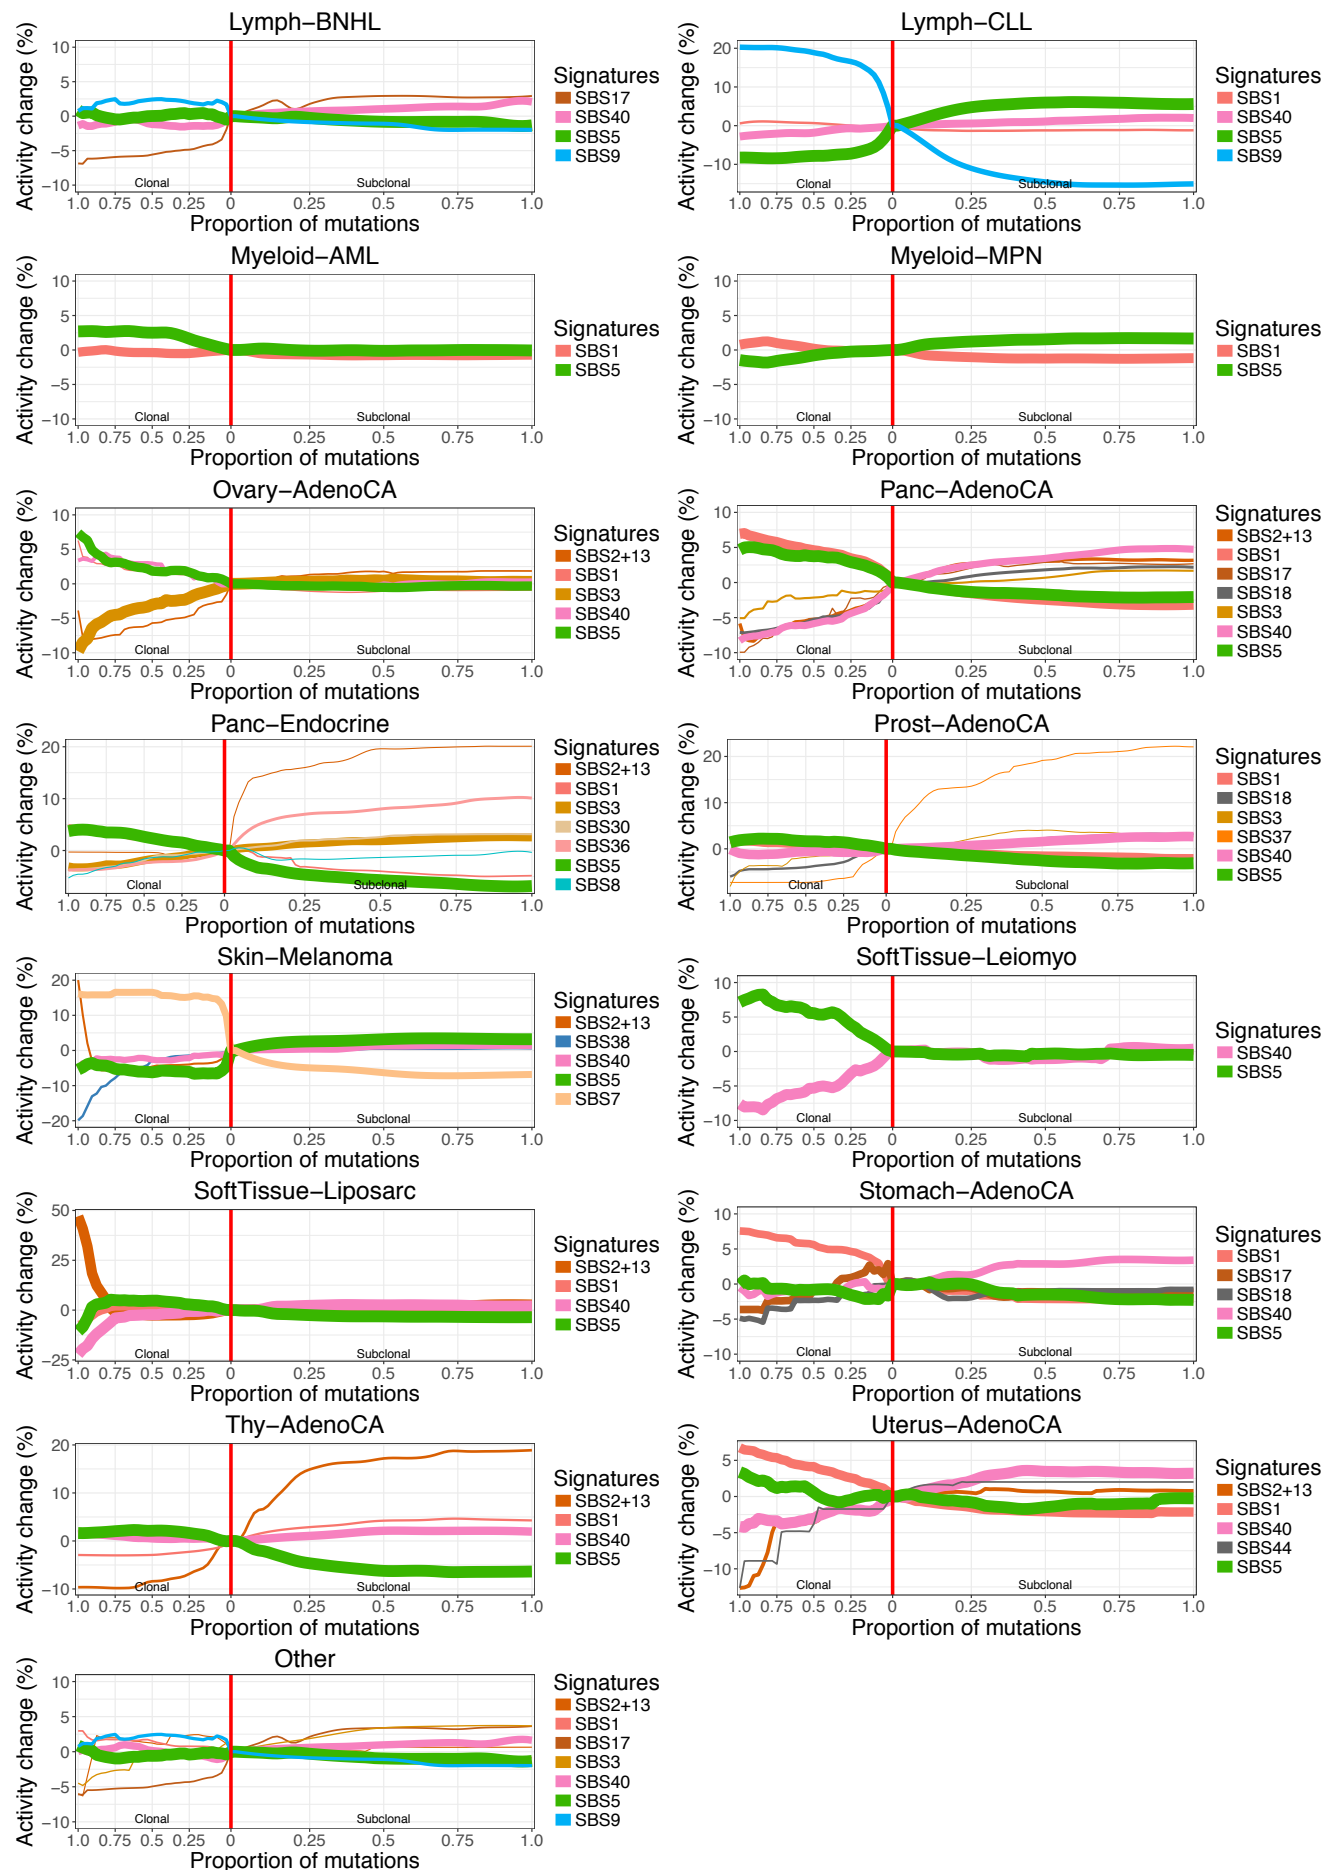 Lymph−BNHL
Activity change (%)
10
5
0
−5
−10
Clonal
Subclonal
1.0 0.75 0.5 0.25 0 0.25 0.5 0.75 1.0
Proportion of mutations
Signatures
SBS17
SBS40
SBS5
SBS9
Lymph−CLL
Activity change (%)
20
10
0
−10
Clonal
Subclonal
1.0 0.75 0.5 0.25 0 0.25 0.5 0.75 1.0
Proportion of mutations
Signatures
SBS1
SBS40
SBS5
SBS9
Myeloid−AML
Activity change (%)
10
5
0
−5
−10
Clonal
Subclonal
1.0 0.75 0.5 0.25 0 0.25 0.5 0.75 1.0
Proportion of mutations
Signatures
SBS1
SBS5
Myeloid−MPN
Activity change (%)
10
5
0
−5
−10
Clonal
Subclonal
1.0 0.75 0.5 0.25 0 0.25 0.5 0.75 1.0
Proportion of mutations
Signatures
SBS1
SBS5
Ovary−AdenoCA
Activity change (%)
10
5
0
−5
−10
Clonal
Subclonal
1.0 0.75 0.5 0.25 0 0.25 0.5 0.75 1.0
Proportion of mutations
Signatures
SBS2+13
SBS1
SBS3
SBS40
SBS5
Panc−AdenoCA
Activity change (%)
10
5
0
−5
−10
Clonal
Subclonal
1.0 0.75 0.5 0.25 0 0.25 0.5 0.75 1.0
Proportion of mutations
Signatures
SBS2+13
SBS1
SBS17
SBS18
SBS3
SBS40
SBS5
Panc−Endocrine
Activity change (%)
20
10
0
Clonal
Subclonal
1.0 0.75 0.5 0.25 0 0.25 0.5 0.75 1.0
Proportion of mutations
Signatures
SBS2+13
SBS1
SBS3
SBS30
SBS36
SBS5
SBS8
Prost−AdenoCA
Activity change (%)
20
10
0
Clonal
Subclonal
1.0 0.75 0.5 0.25 0 0.25 0.5 0.75 1.0
Proportion of mutations
Signatures
SBS1
SBS18
SBS3
SBS37
SBS40
SBS5
Skin−Melanoma
Activity change (%)
20
10
0
−10
−20
Clonal
Subclonal
1.0 0.75 0.5 0.25 0 0.25 0.5 0.75 1.0
Proportion of mutations
Signatures
SBS2+13
SBS38
SBS40
SBS5
SBS7
SoftTissue−Leiomyo
Activity change (%)
10
5
0
−5
−10
Clonal
Subclonal
1.0 0.75 0.5 0.25 0 0.25 0.5 0.75 1.0
Proportion of mutations
Signatures
SBS40
SBS5
SoftTissue−Liposarc
Activity change (%)
50
25
0
−25
Clonal
Subclonal
1.0 0.75 0.5 0.25 0 0.25 0.5 0.75 1.0
Proportion of mutations
Signatures
SBS2+13
SBS1
SBS40
SBS5
Stomach−AdenoCA
Activity change (%)
10
5
0
−5
−10
Clonal
Subclonal
1.0 0.75 0.5 0.25 0 0.25 0.5 0.75 1.0
Proportion of mutations
Signatures
SBS1
SBS17
SBS18
SBS40
SBS5
Thy−AdenoCA
Activity change (%)
20
10
0
−10
Clonal
Subclonal
1.0 0.75 0.5 0.25 0 0.25 0.5 0.75 1.0
Proportion of mutations
Signatures
SBS2+13
SBS1
SBS40
SBS5
Uterus−AdenoCA
Activity change (%)
5
0
−5
−10
Clonal
Subclonal
1.0 0.75 0.5 0.25 0 0.25 0.5 0.75 1.0
Proportion of mutations
Signatures
SBS2+13
SBS1
SBS40
SBS44
SBS5
Other
Activity change (%)
10
5
0
−5
−10
Clonal
Subclonal
1.0 0.75 0.5 0.25 0 0.25 0.5 0.75 1.0
Proportion of mutations
Signatures
SBS2+13
SBS1
SBS17
SBS3
SBS40
SBS5
SBS9